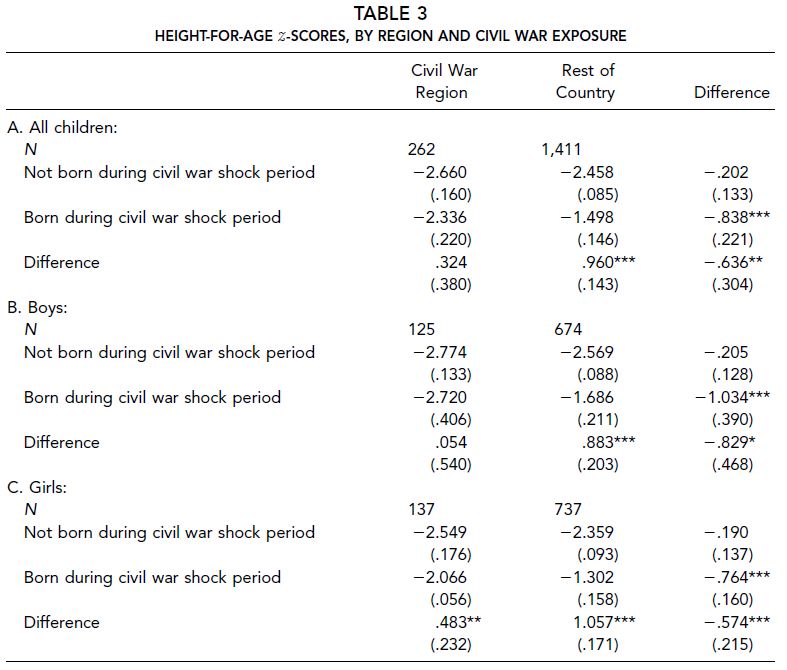 TABLE 3
HEIGHT-FOR-AGE z-SCORES, BY REGION AND CIVIL WAR EXPOSURE
Civil War Region Rest of Country Difference
A. All children:
N 262 1,411
Not born during civil war shock period −2.660 −2.458 −.202
(.160) (.085) (.133)
Born during civil war shock period −2.336 −1.498 −.838***
(.220) (.146) (.221)
Difference .324 .960*** −.636**
(.380) (.143) (.304)
B. Boys:
N 125 674
Not born during civil war shock period −2.774 −2.569 −.205
(.133) (.088) (.128)
Born during civil war shock period −2.720 −1.686 −1.034***
(.406) (.211) (.390)
Difference .054 .883*** −.829*
(.540) (.203) (.468)
C. Girls:
N 137 737
Not born during civil war shock period −2.549 −2.359 −.190
(.176) (.093) (.137)
Born during civil war shock period −2.066 −1.302 −.764***
(.056) (.158) (.160)
Difference .483** 1.057*** −.574***
(.232) (.171) (.215)